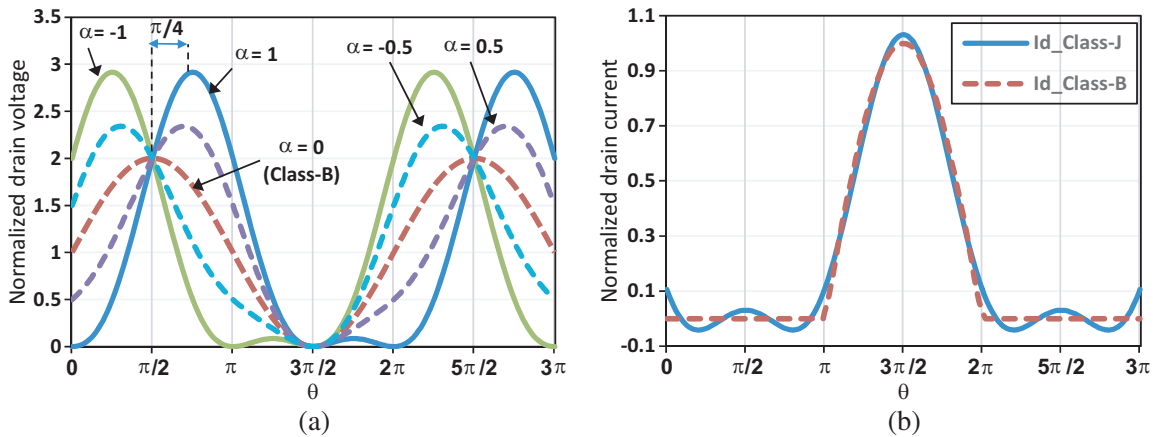 3.5
3
2.5
2
1.5
1
0.5
0
Normalized drain voltage
α = -1
π/4
α = 1
α = 0
(Class-B)
α = -0.5
α = 0.5
0
π/2
π
3π/2
2π
5π/2
3π
θ
(a)
1.1
0.9
0.7
0.5
0.3
0.1
-0.1
Normalized drain current
Id_Class-J
Id_Class-B
0
π/2
π
3π/2
2π
5π/2
3π
θ
(b)